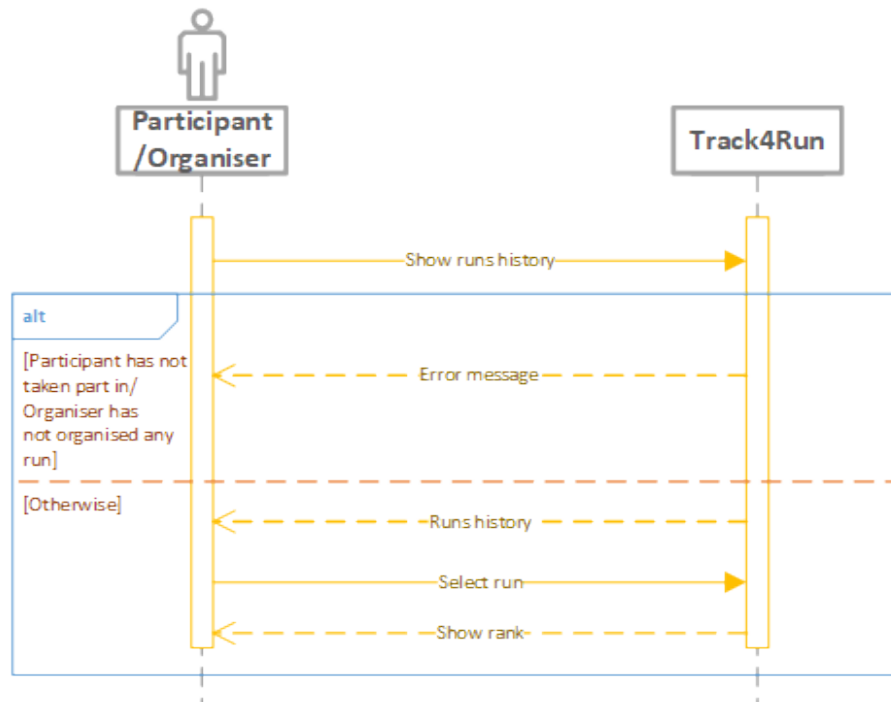 Participant
/Organiser
Track4Run
Show runs history
alt
[Participant has not
taken part in/
Organiser has
not organised any
run]
Error message
[Otherwise]
Runs history
Select run
Show rank